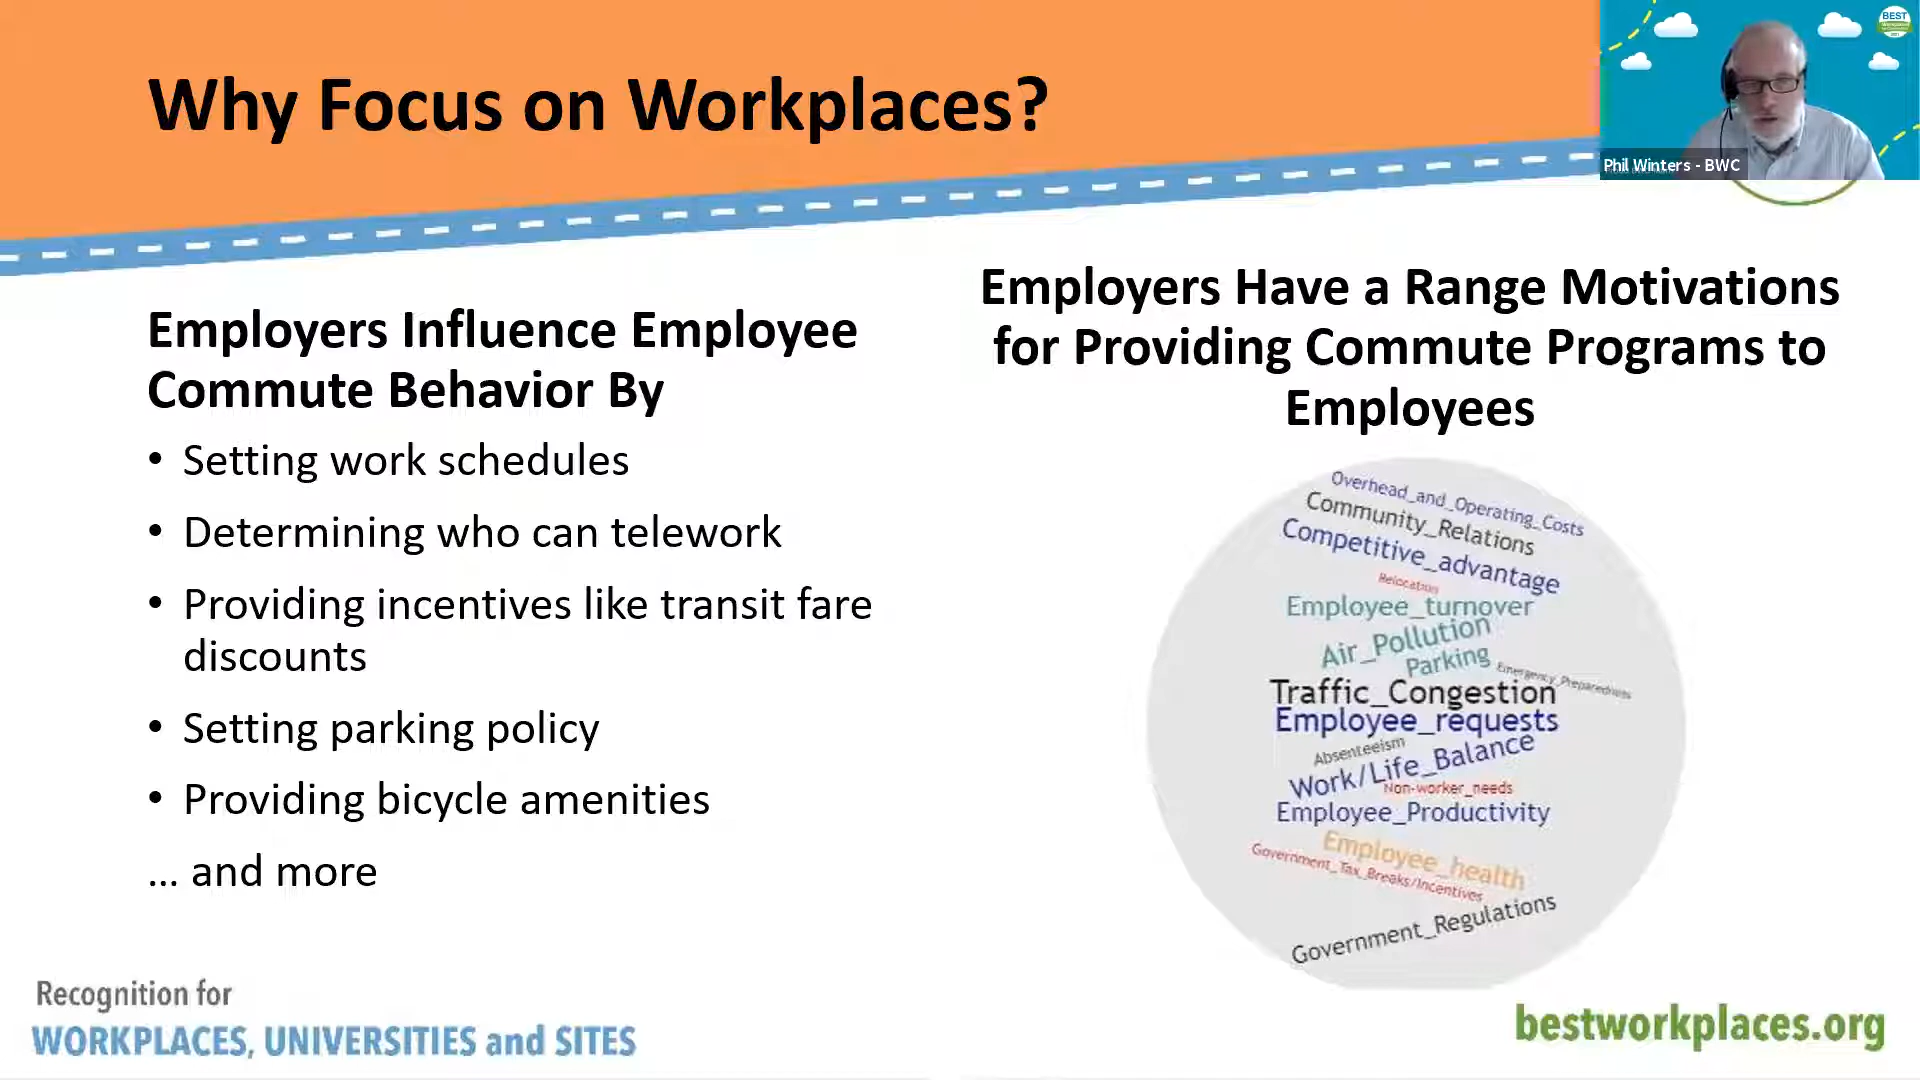 Why Focus on Workplaces?
BEST
Phil Winters - BWC
Employers Influence Employee
Commute Behavior By
• Setting work schedules
• Determining who can telework
• Providing incentives like transit fare
discounts
• Setting parking policy
• Providing bicycle amenities
... and more
Employers Have a Range Motivations
for Providing Commute Programs to
Employees
Overhead_and_Operating_Costs
Community_Relations
Competitive_advantage
Relocation
Employee_turnover
Air_Pollution
Parking
Emergency_Preparedness
Traffic_Congestion
Employee_requests
Absenteeism
Work/Life_Balance
Non-worker_needs
Employee_Productivity
Employee_health
Government_Tax_Breaks/Incentives
Government_Regulations
Recognition for
WORKPLACES, UNIVERSITIES and SITES
bestworkplaces.org